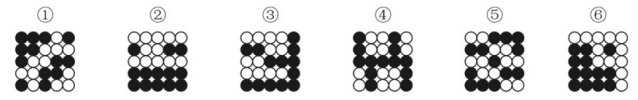 ① ② ③ ④ ⑤ ⑥